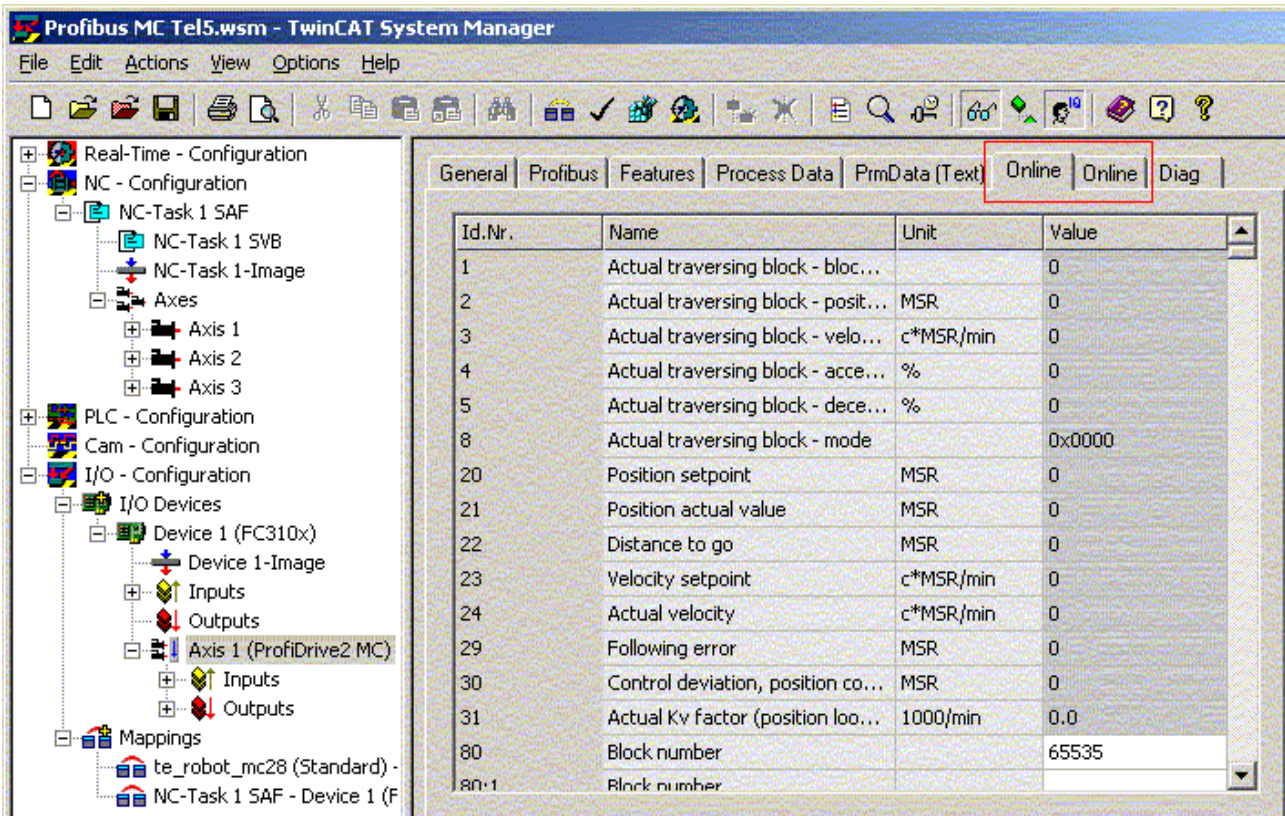 Profibus MC Tel5.wsm - TwinCAT System Manager
File Edit Actions View Options Help
Real-Time - Configuration
NC - Configuration
NC-Task 1 SAF
NC-Task 1 SVB
NC-Task 1-Image
Axes
Axis 1
Axis 2
Axis 3
PLC - Configuration
Cam - Configuration
I/O - Configuration
I/O Devices
Device 1 (FC310x)
Device 1-Image
Inputs
Outputs
Axis 1 (ProfiDrive2 MC)
Inputs
Outputs
Mappings
te_robot_mc28 (Standard) -
NC-Task 1 SAF - Device 1 (F
General Profibus Features Process Data PrmData (Text) Online Online Diag
Id.Nr. Name Unit Value
1 Actual traversing block - bloc... 0
2 Actual traversing block - posit... MSR 0
3 Actual traversing block - velo... c*MSR/min 0
4 Actual traversing block - acce... % 0
5 Actual traversing block - dece... % 0
8 Actual traversing block - mode 0x0000
20 Position setpoint MSR 0
21 Position actual value MSR 0
22 Distance to go MSR 0
23 Velocity setpoint c*MSR/min 0
24 Actual velocity c*MSR/min 0
29 Following error MSR 0
30 Control deviation, position co... MSR 0
31 Actual Kv factor (position loo... 1000/min 0.0
80 Block number 65535
80:1 Block number